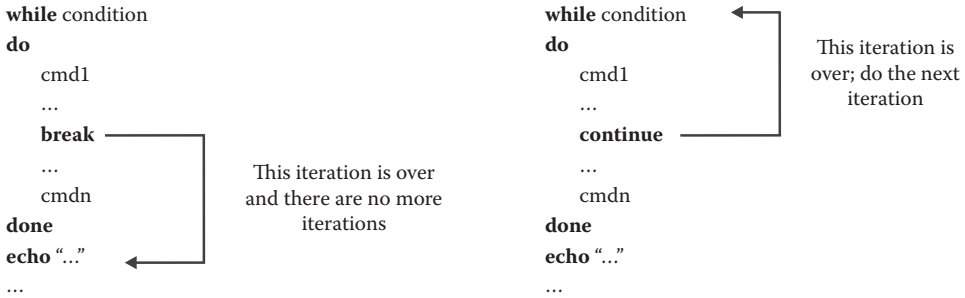 while condition
do
cmd1
...
break
...
cmdn
done
echo “...”
...
This iteration is over
and there are no more
iterations
while condition
do
cmd1
...
continue
...
cmdn
done
echo “...”
...
This iteration is
over; do the next
iteration